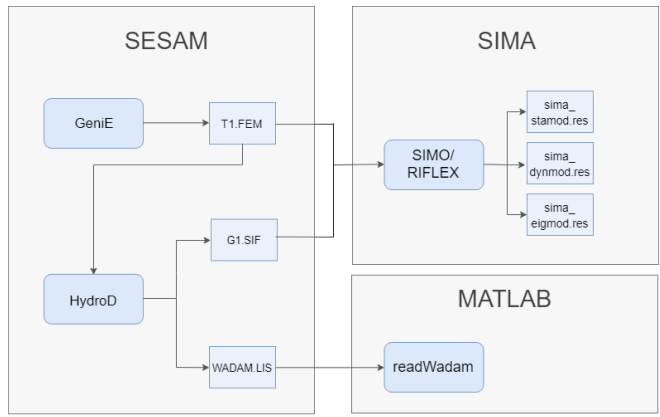 SESAM
GeniE
T1.FEM
G1.SIF
HydroD
WADAM.LIS
SIMA
SIMO/
RIFLEX
sima_
stamod.res
sima_
dynmod.res
sima_
eigmod.res
MATLAB
readWadam